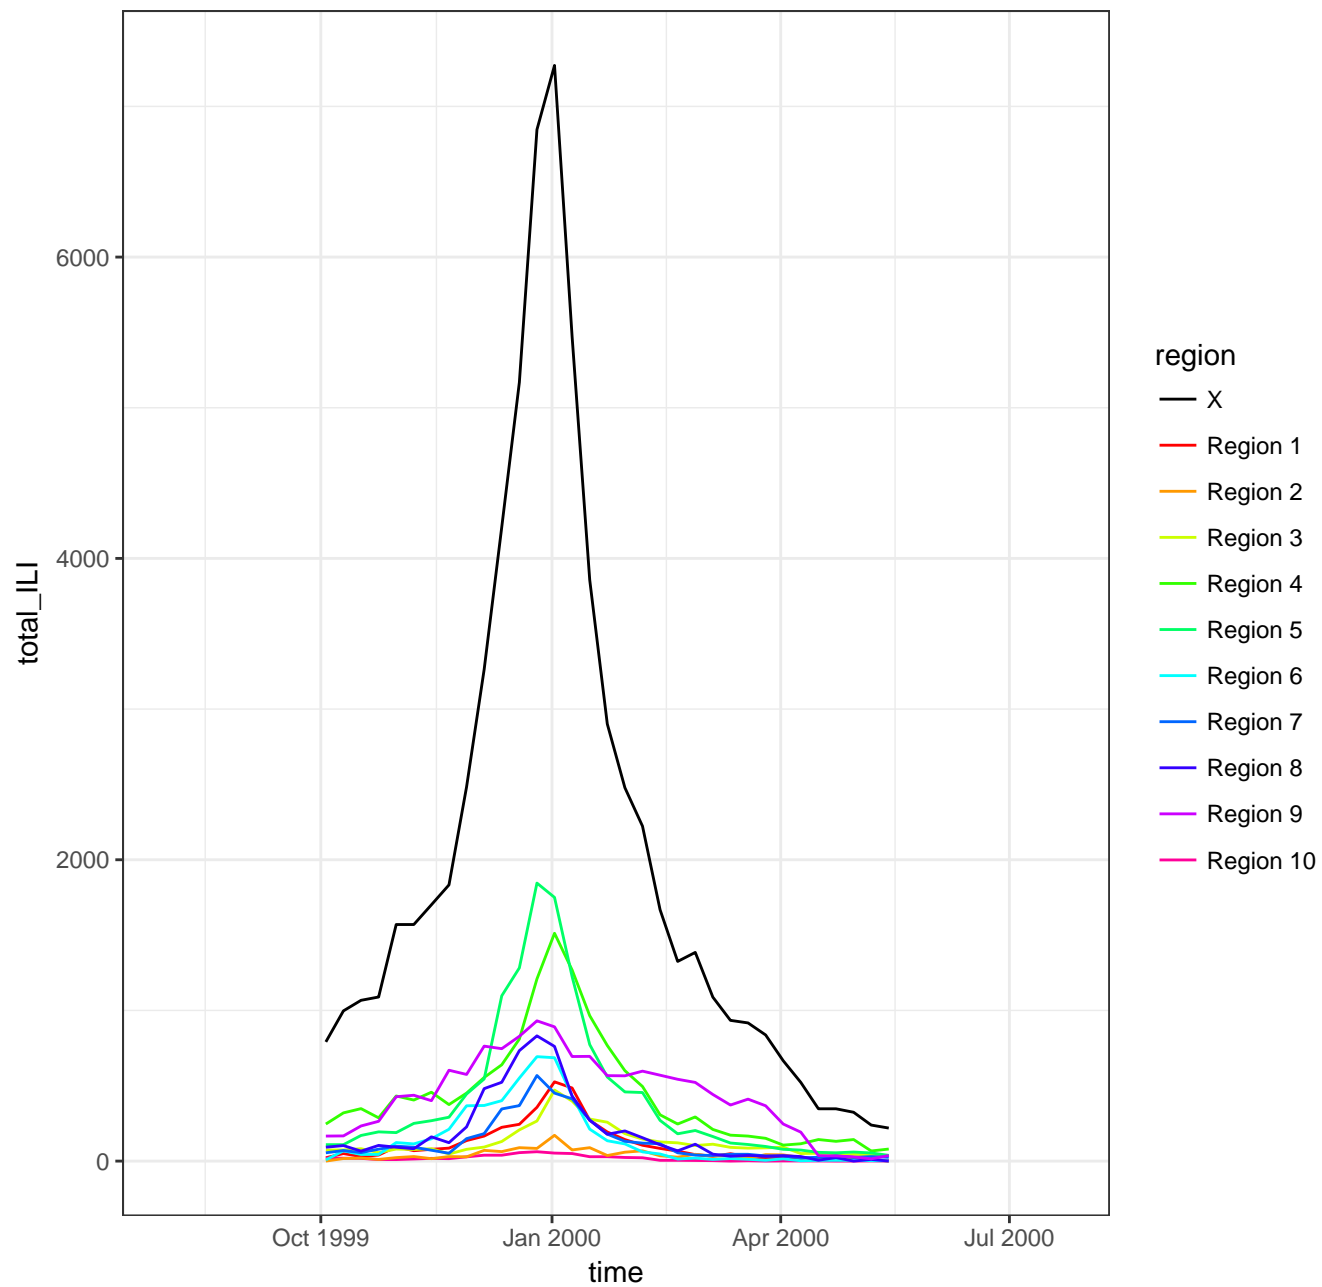 total_ILI
6000
4000
2000
0
Oct 1999
Jan 2000
Apr 2000
Jul 2000
time
region
X
Region 1
Region 2
Region 3
Region 4
Region 5
Region 6
Region 7
Region 8
Region 9
Region 10